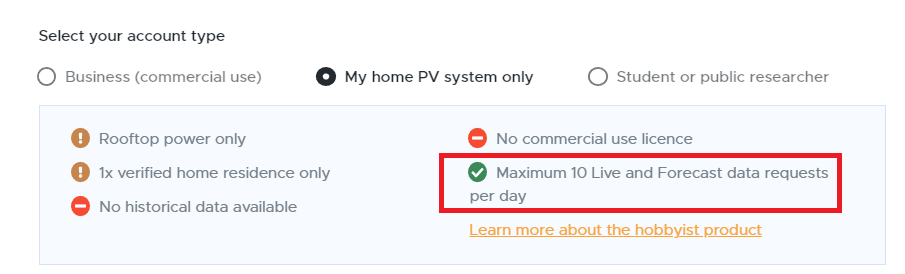 Select your account type
Business (commercial use)
My home PV system only
Student or public researcher
Rooftop power only
No commercial use licence
1x verified home residence only
Maximum 10 Live and Forecast data requests
per day
No historical data available
Learn more about the hobbyist product